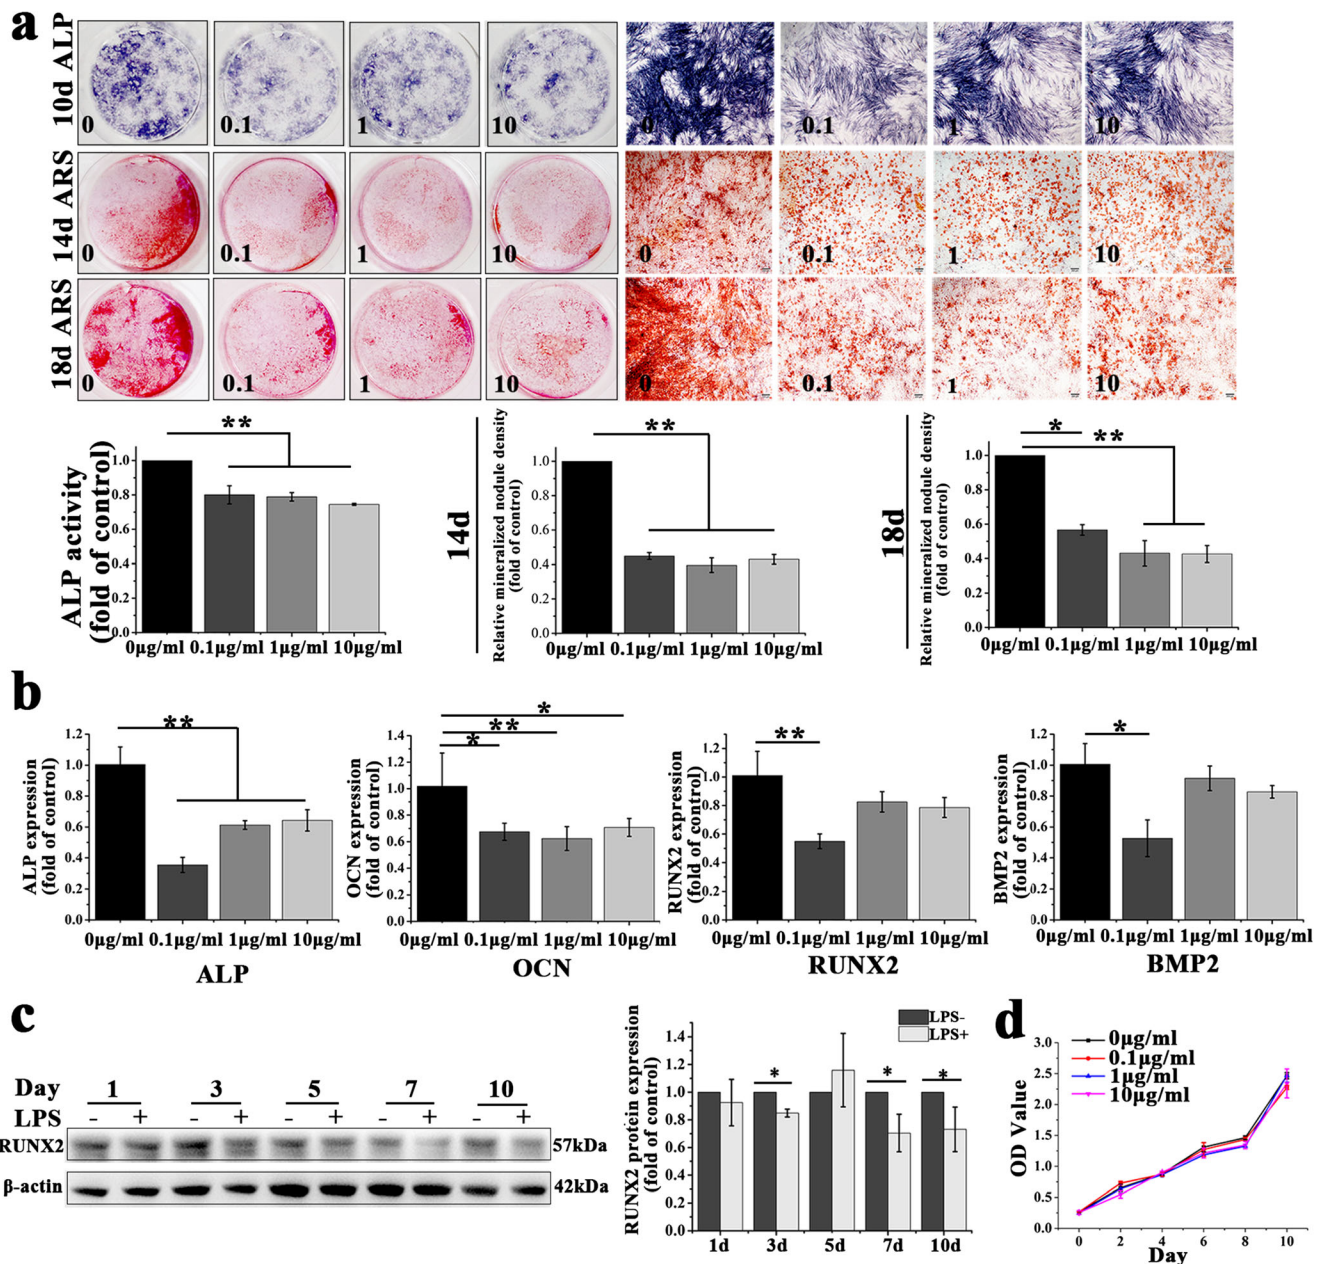 a
10d ALP
0 0.1 1 10 0 0.1 1 10
14d ARS
0 0.1 1 10 0 0.1 1 10
18d ARS
0 0.1 1 10 0 0.1 1 10
ALP activity
(fold of control)
1.0
0.8
0.6
0.4
0.2
0.0
**
0μg/ml 0.1μg/ml 1μg/ml 10μg/ml
14d
Relative mineralized nodule density
(fold of control)
1.0
0.8
0.6
0.4
0.2
0.0
**
0μg/ml 0.1μg/ml 1μg/ml 10μg/ml
18d
Relative mineralized nodule density
(fold of control)
1.0
0.8
0.6
0.4
0.2
0.0
*
**
0μg/ml 0.1μg/ml 1μg/ml 10μg/ml
b
ALP expression
(fold of control)
1.2
1.0
0.8
0.6
0.4
0.2
0.0
**
0μg/ml 0.1μg/ml 1μg/ml 10μg/ml
ALP
OCN expression
(fold of control)
1.4
1.2
1.0
0.8
0.6
0.4
0.2
0.0
*
**
*
0μg/ml 0.1μg/ml 1μg/ml 10μg/ml
OCN
RUNX2 expression
(fold of control)
1.2
1.0
0.8
0.6
0.4
0.2
0.0
**
0μg/ml 0.1μg/ml 1μg/ml 10μg/ml
RUNX2
BMP2 expression
(fold of control)
1.2
1.0
0.8
0.6
0.4
0.2
0.0
*
0μg/ml 0.1μg/ml 1μg/ml 10μg/ml
BMP2
c
Day 1 3 5 7 10
LPS - + - + - + - + - +
RUNX2 57kDa
β-actin 42kDa
RUNX2 protein expression
(fold of control)
1.4
1.2
1.0
0.8
0.6
0.4
0.2
0.0
LPS-
LPS+
* * *
1d 3d 5d 7d 10d
d
OD Value
3.0
2.5
2.0
1.5
1.0
0.5
0.0
0μg/ml
0.1μg/ml
1μg/ml
10μg/ml
0 2 4 6 8 10
Day